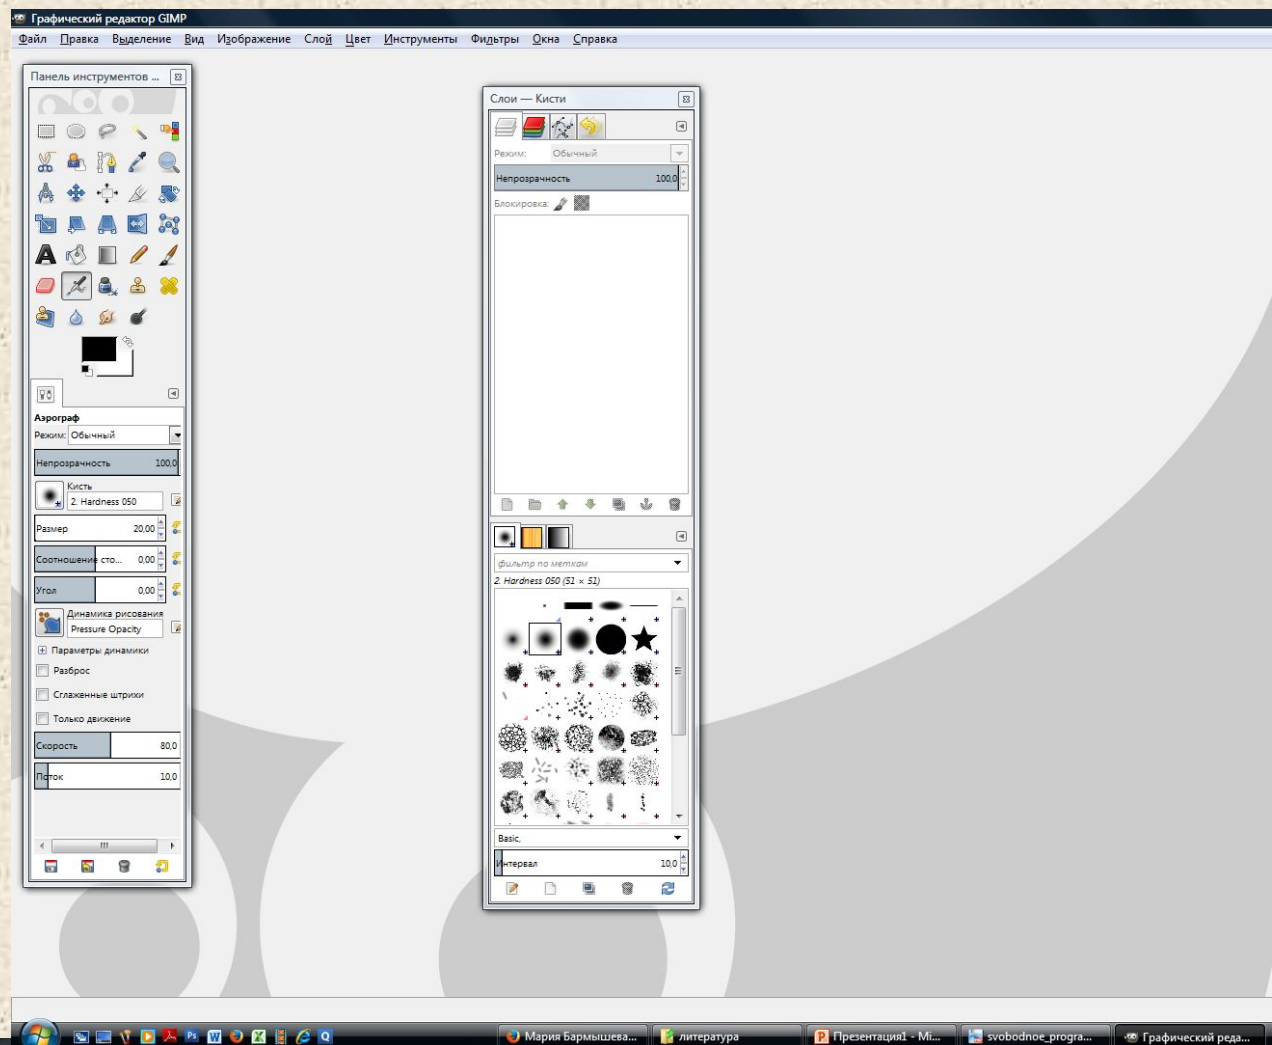 Графический редактор GIMP
Файл Правка Выделение Вид Изображение Слой Цвет Инструменты Фильтры Окна Справка
Панель инструментов ...
Аэрограф
Режим: Обычный
Непрозрачность 100,0
Кисть
2. Hardness 050
Размер 20,00
Соотношение сто... 0,00
Угол 0,00
Динамика рисования
Pressure Opacity
Параметры динамики
Разброс
Сглаженные штрихи
Только движение
Скорость 80,0
Поток 10,0
Слои — Кисти
Режим: Обычный
Непрозрачность 100,0
Блокировка:
фильтр по меткам
2. Hardness 050 (51 × 51)
Basic,
Интервал 10,0
Мария Бармышева... литература Презентация1 - Mi... svobodnoe_progra... Графический реда...